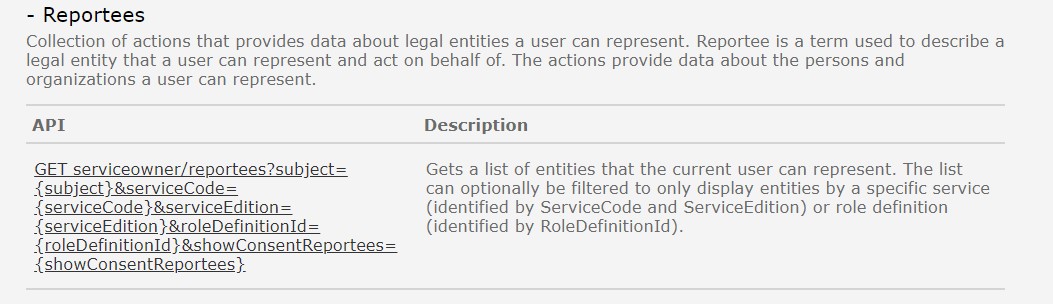 - Reportees
Collection of actions that provides data about legal entities a user can represent. Reportee is a term used to describe a
legal entity that a user can represent and act on behalf of. The actions provide data about the persons and
organizations a user can represent.
API
Description
GET serviceowner/reportees?subject=
{subject}&serviceCode=
{serviceCode}&serviceEdition=
{serviceEdition}&roleDefinitionId=
{roleDefinitionId}&showConsentReportees=
{showConsentReportees}
Gets a list of entities that the current user can represent. The list
can optionally be filtered to only display entities by a specific service
(identified by ServiceCode and ServiceEdition) or role definition
(identified by RoleDefinitionId).